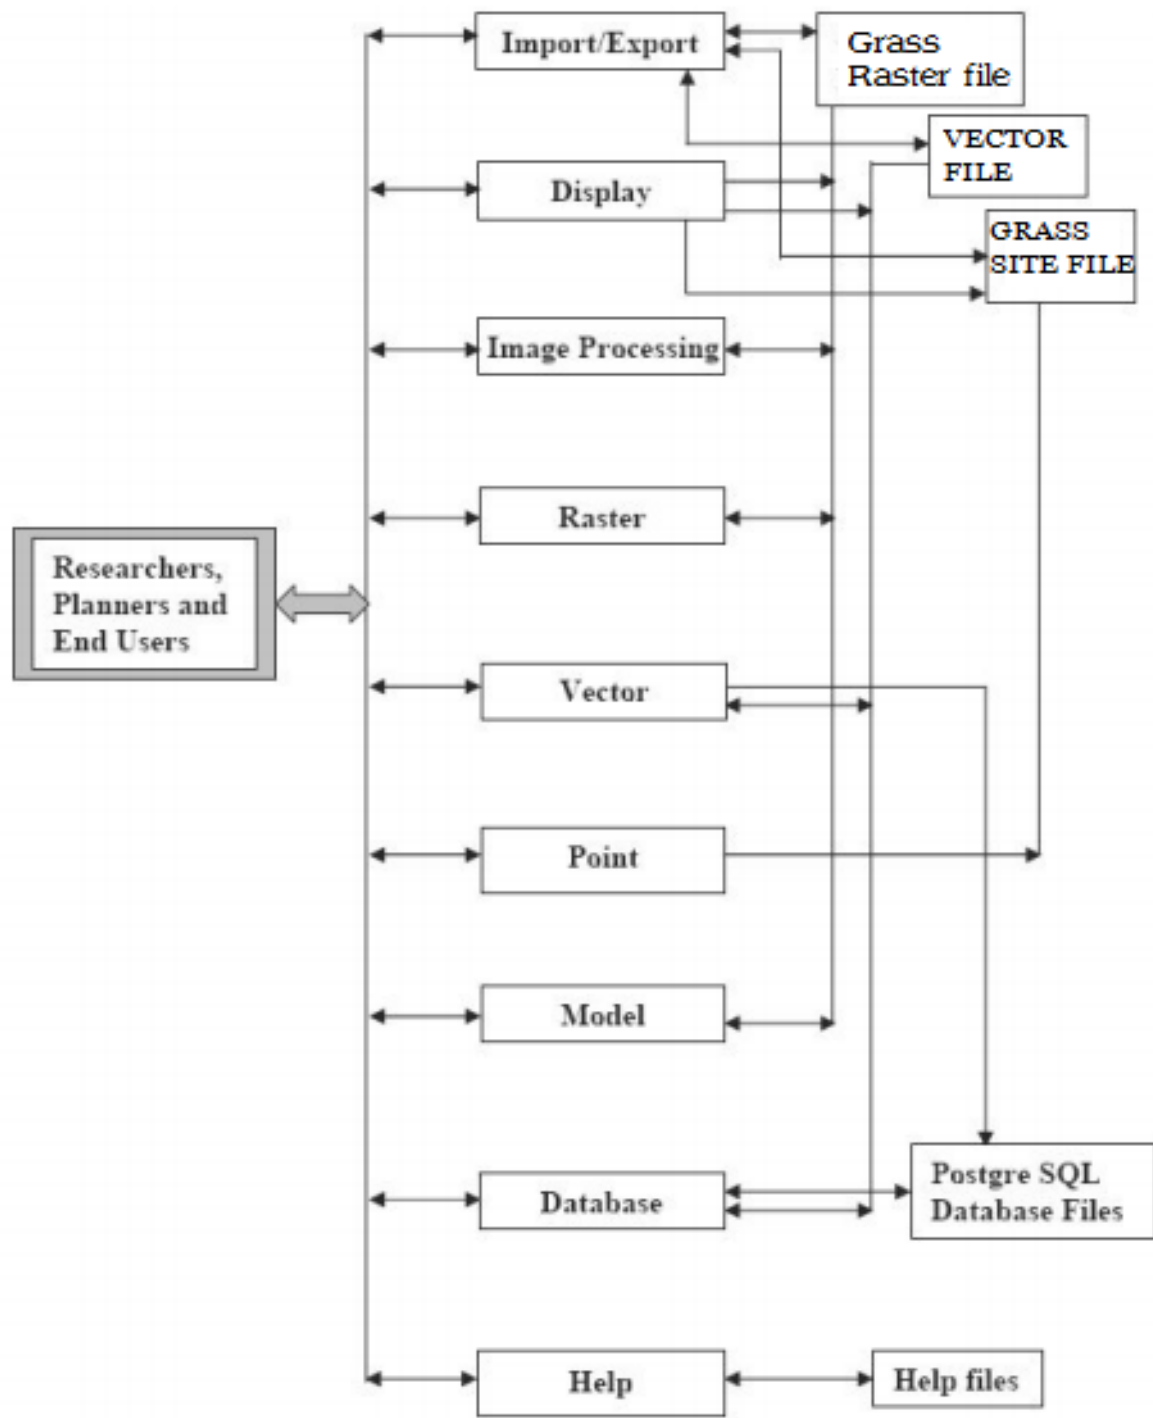 Import/Export
Grass
Raster file
VECTOR
FILE
Display
GRASS
SITE FILE
Image Processing
Raster
Researchers,
Planners and
End Users
Vector
Point
Model
Postgre SQL
Database Files
Database
Help
Help files